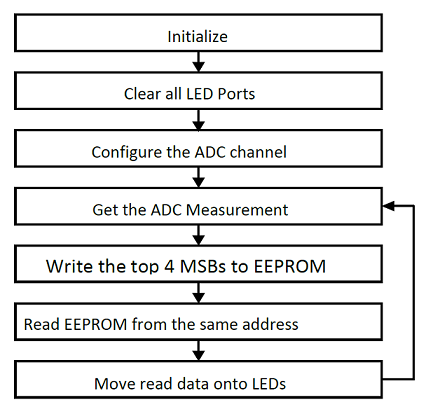 Initialize
Clear all LED Ports
Configure the ADC channel
Get the ADC Measurement
Write the top 4 MSBs to EEPROM
Read EEPROM from the same address
Move read data onto LEDs